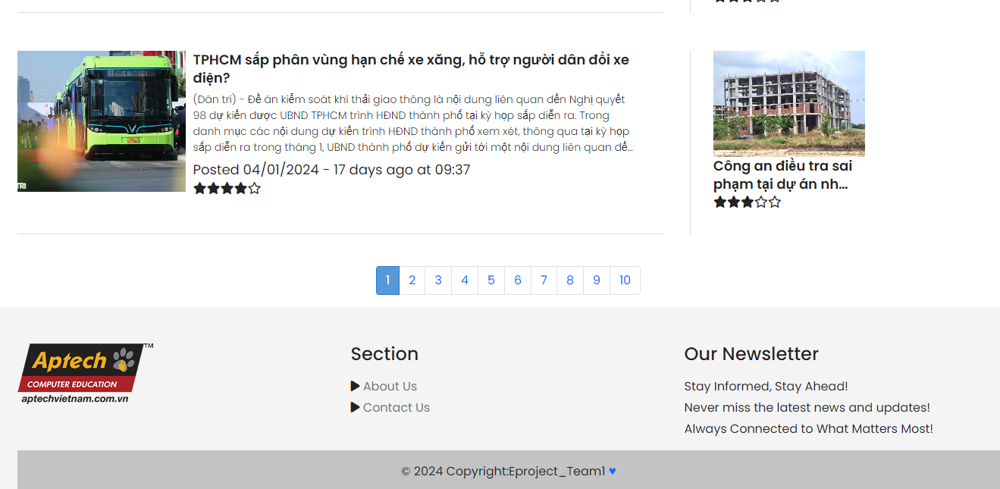 TPHCM sắp phân vùng hạn chế xe xăng, hỗ trợ người dân đổi xe
điện?
(Dân trí) - Đề án kiểm soát khí thải giao thông là nội dung liên quan đến Nghị quyết
98 dự kiến được UBND TPHCM trình HĐND thành phố tại kỳ họp sắp diễn ra. Trong
danh mục các nội dung dự kiến trình HĐND thành phố xem xét, thông qua tại kỳ họp
sắp diễn ra trong tháng 1, UBND thành phố dự kiến gửi tới một nội dung liên quan đế...
Posted 04/01/2024 - 17 days ago at 09:37
TRI
Công an điều tra sai
phạm tại dự án nh...
1 2 3 4 5 6 7 8 9 10
Aptech TM
COMPUTER EDUCATION
aptechvietnam.com.vn
Section
About Us
Contact Us
Our Newsletter
Stay Informed, Stay Ahead!
Never miss the latest news and updates!
Always Connected to What Matters Most!
© 2024 Copyright:Eproject_Team1 ♥